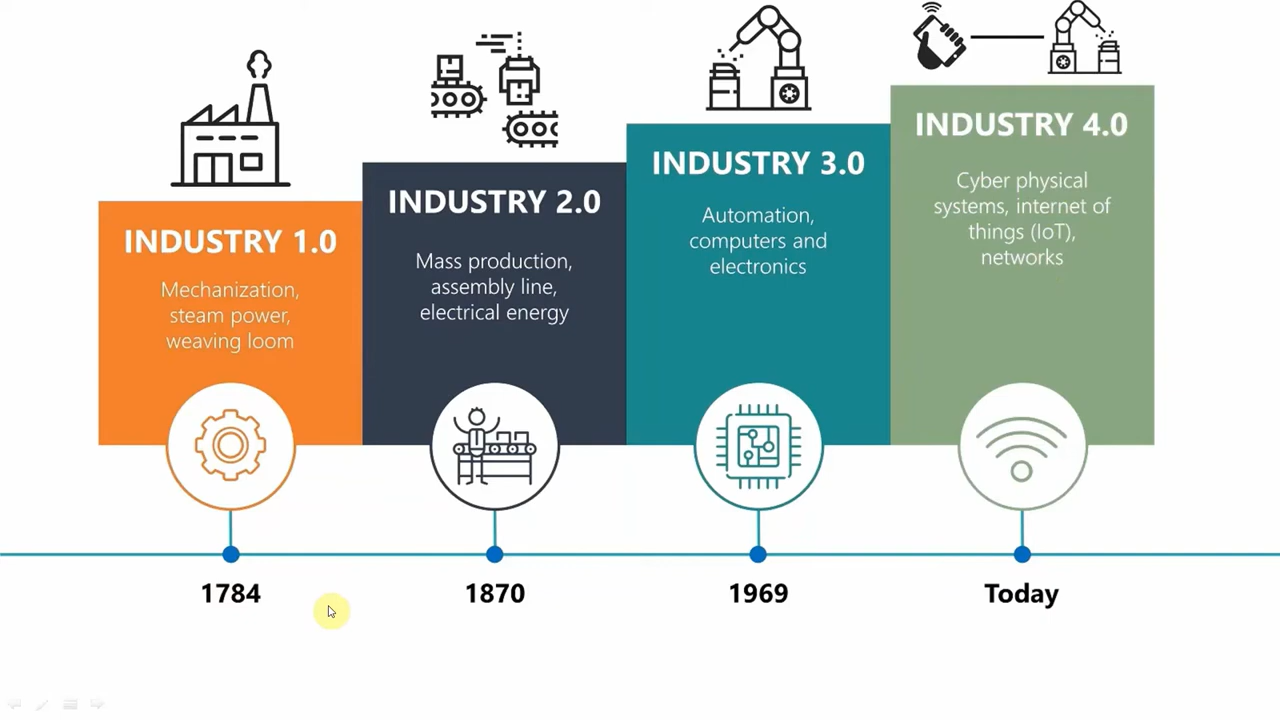 INDUSTRY 1.0
Mechanization,
steam power,
weaving loom
1784
INDUSTRY 2.0
Mass production,
assembly line,
electrical energy
1870
INDUSTRY 3.0
Automation,
computers and
electronics
1969
INDUSTRY 4.0
Cyber physical
systems, internet of
things (IoT),
networks
Today